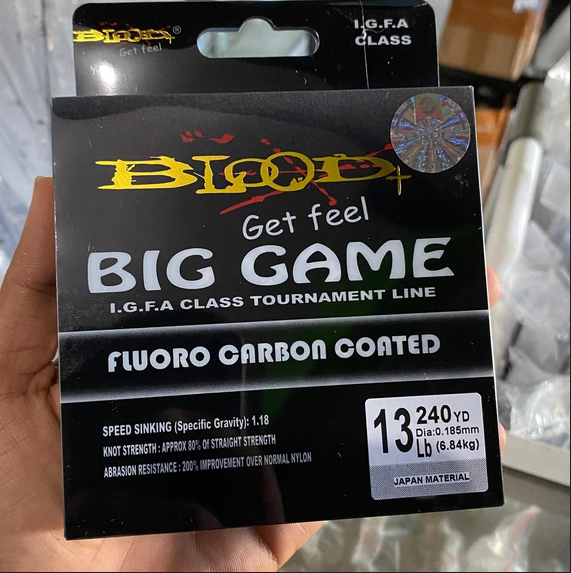 BLOOD®
Get feel
I.G.F.A
CLASS
BLOOD
Get feel
BIG GAME
I.G.F.A CLASS TOURNAMENT LINE
FLUORO CARBON COATED
SPEED SINKING (Specific Gravity): 1.18
KNOT STRENGTH : APPROX 80% OF STRAIGHT STRENGTH
ABRASION RESISTANCE : 200% IMPROVEMENT OVER NORMAL NYLON
13 Lb
240 YD
Dia:0.185mm
(6.84kg)
JAPAN MATERIAL